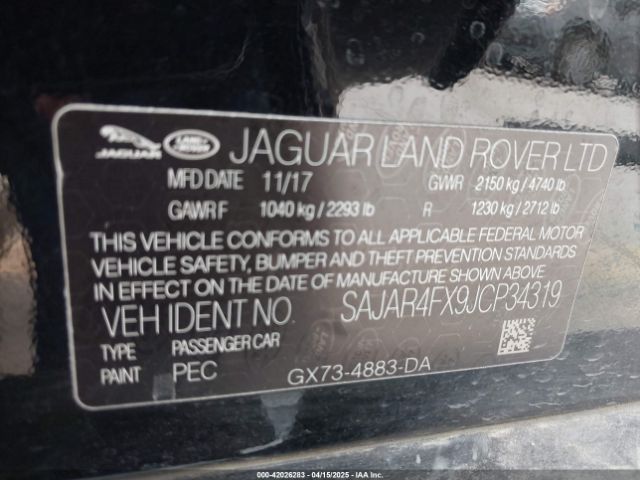 JAGUAR LAND-ROVER JAGUAR LAND ROVER LTD
MFD DATE 11/17 GVWR 2150 kg / 4740 lb
GAWR F 1040 kg / 2293 lb R 1230 kg / 2712 lb
THIS VEHICLE CONFORMS TO ALL APPLICABLE FEDERAL MOTOR
VEHICLE SAFETY, BUMPER AND THEFT PREVENTION STANDARDS
IN EFFECT ON THE DATE OF MANUFACTURE SHOWN ABOVE.
VEH IDENT NO. SAJAR4FX9JCP34319
TYPE PASSENGER CAR
PAINT PEC GX73-4883-DA
000-42026283 - 04/15/2025 - IAA Inc.